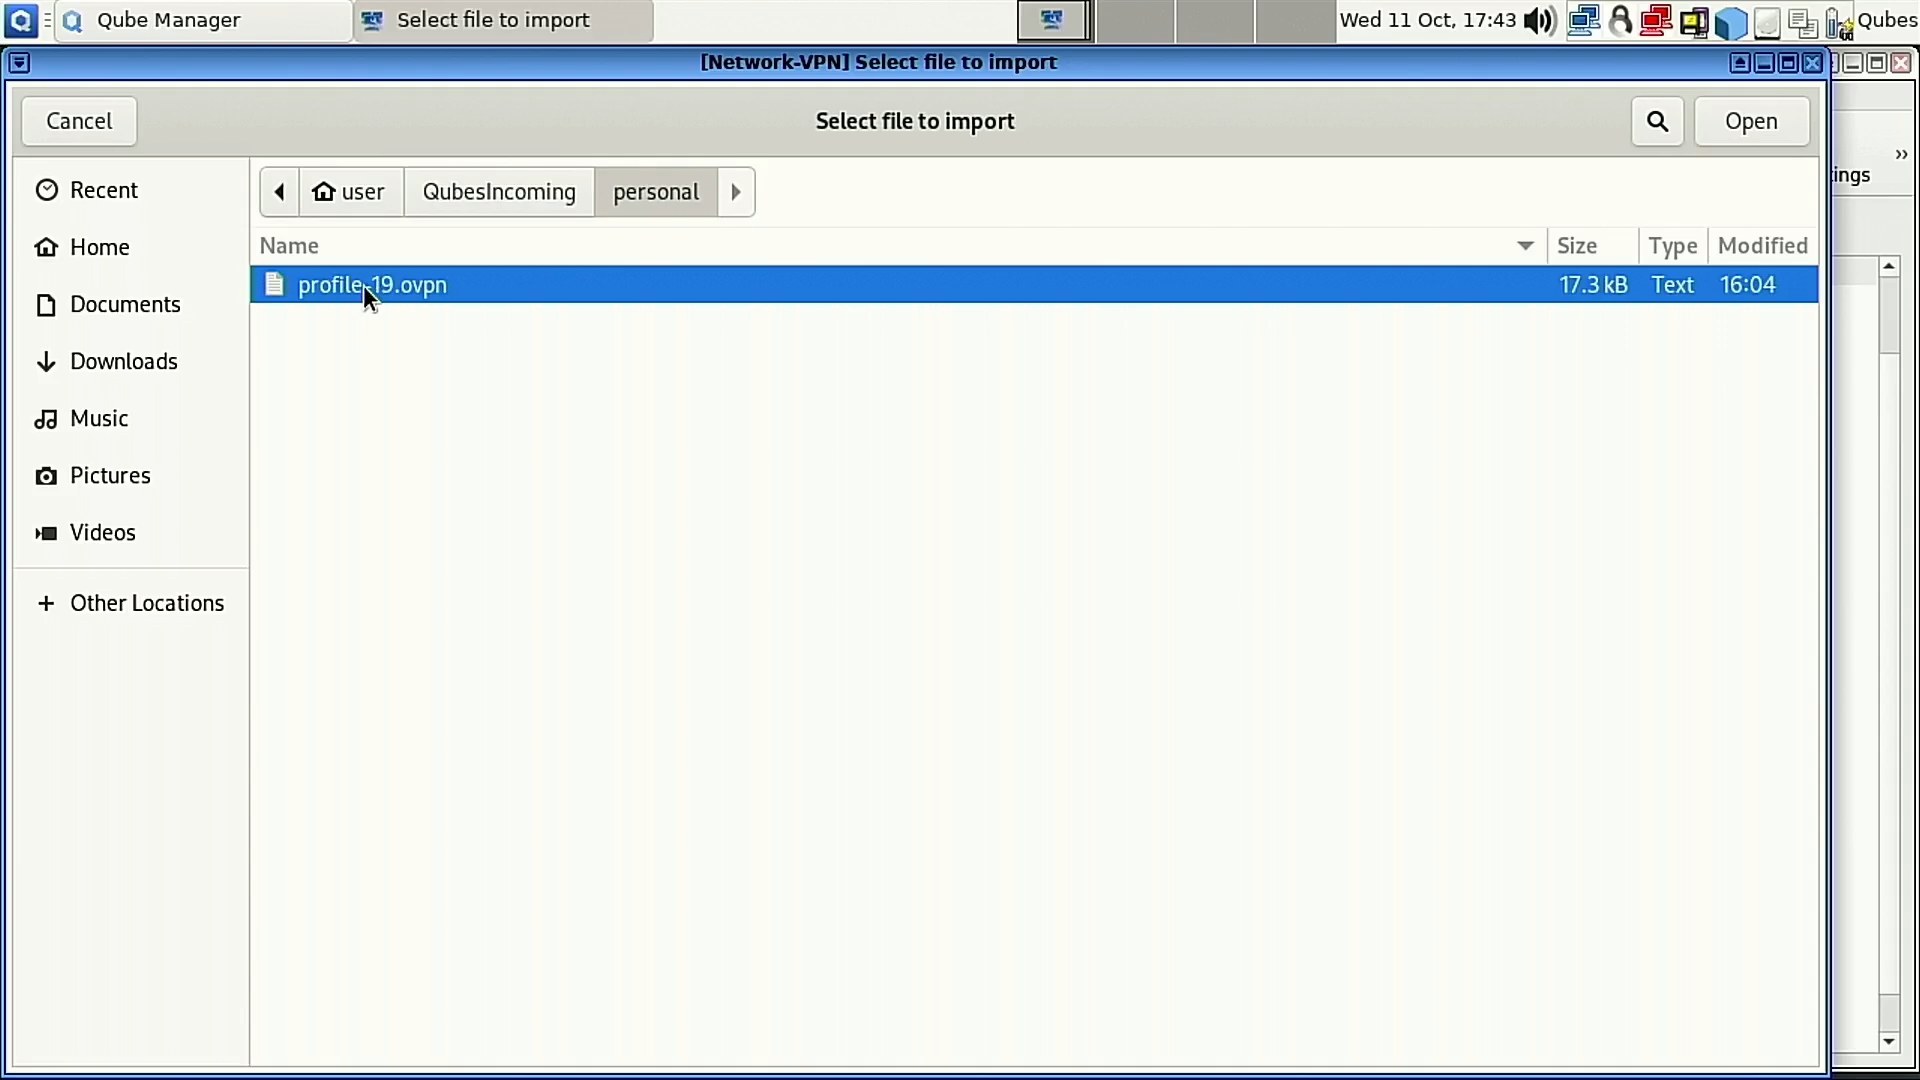 Qube Manager
Select file to import
Wed 11 Oct, 17:43
Qubes
[Network-VPN] Select file to import
Cancel
Select file to import
Open
Recent
Home
Documents
Downloads
Music
Pictures
Videos
Other Locations
user
QubesIncoming
personal
Name
Size
Type
Modified
profile-19.ovpn
17.3 kB
Text
16:04
ings